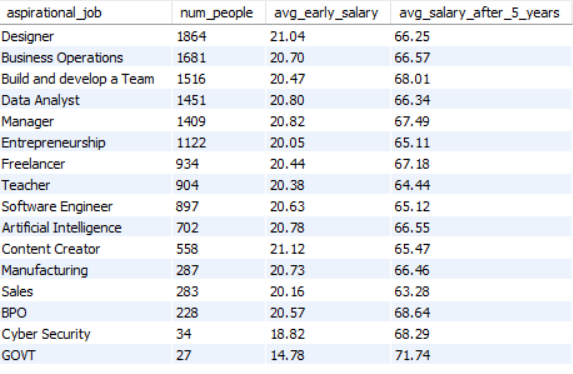 aspirational_job num_people avg_early_salary avg_salary_after_5_years
Designer 1864 21.04 66.25
Business Operations 1681 20.70 66.57
Build and develop a Team 1516 20.47 68.01
Data Analyst 1451 20.80 66.34
Manager 1409 20.82 67.49
Entrepreneurship 1122 20.05 65.11
Freelancer 934 20.44 67.18
Teacher 904 20.38 64.44
Software Engineer 897 20.63 65.12
Artificial Intelligence 702 20.78 66.55
Content Creator 558 21.12 65.47
Manufacturing 287 20.73 66.46
Sales 283 20.16 63.28
BPO 228 20.57 68.64
Cyber Security 34 18.82 68.29
GOVT 27 14.78 71.74